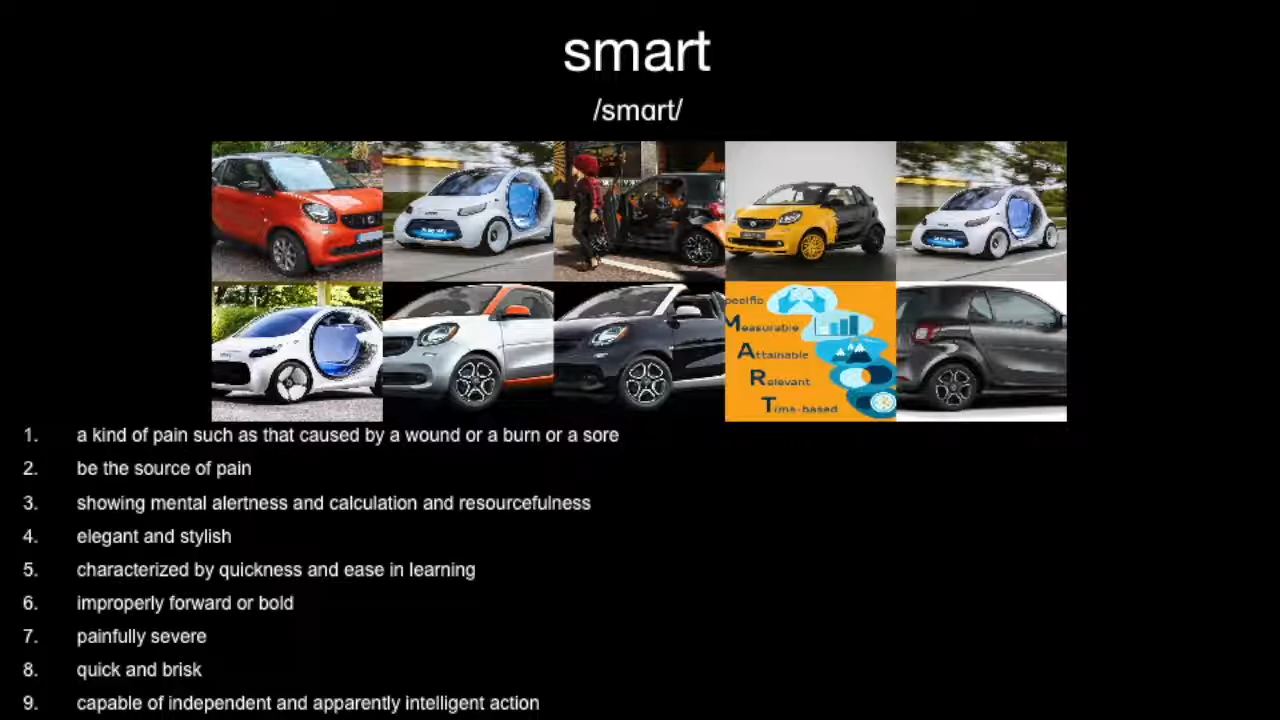 smart
/smɑrt/
pecific
Measurable
Attainable
Relevant
Time-based
1. a kind of pain such as that caused by a wound or a burn or a sore
2. be the source of pain
3. showing mental alertness and calculation and resourcefulness
4. elegant and stylish
5. characterized by quickness and ease in learning
6. improperly forward or bold
7. painfully severe
8. quick and brisk
9. capable of independent and apparently intelligent action